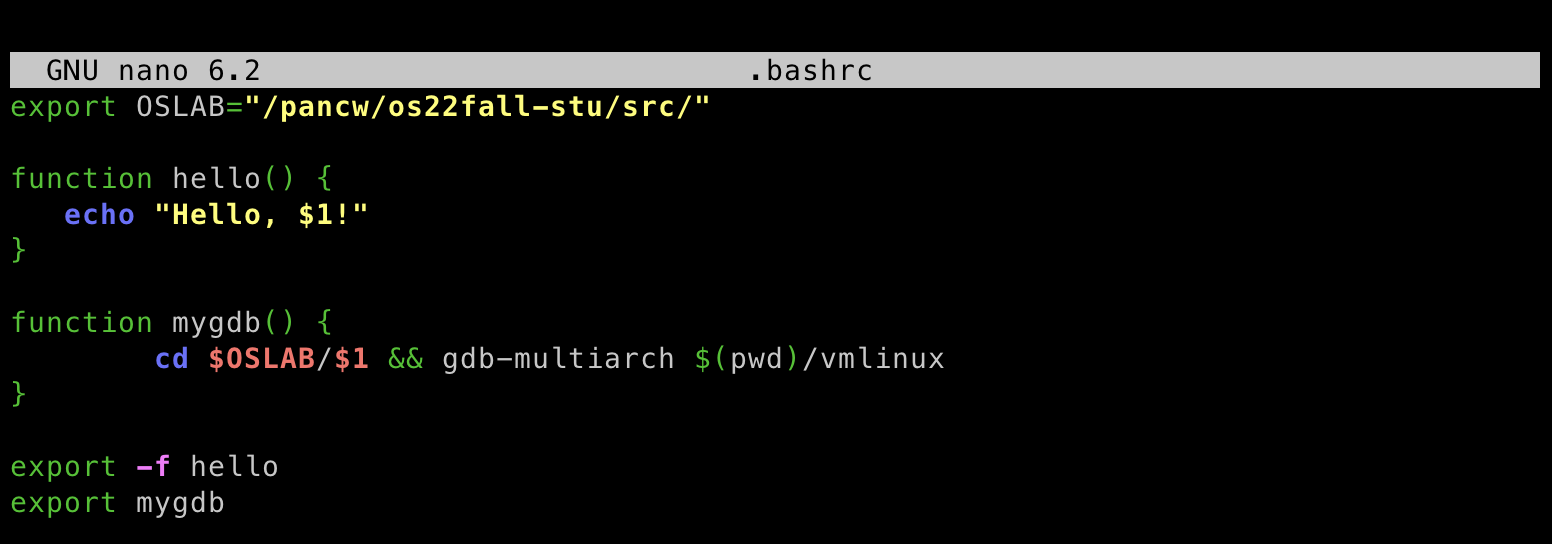 GNU nano 6.2 .bashrc
export OSLAB="/pancw/os22fall-stu/src/"
function hello() {
echo "Hello, $1!"
}
function mygdb() {
cd $OSLAB/$1 && gdb-multiarch $(pwd)/vmlinux
}
export -f hello
export mygdb